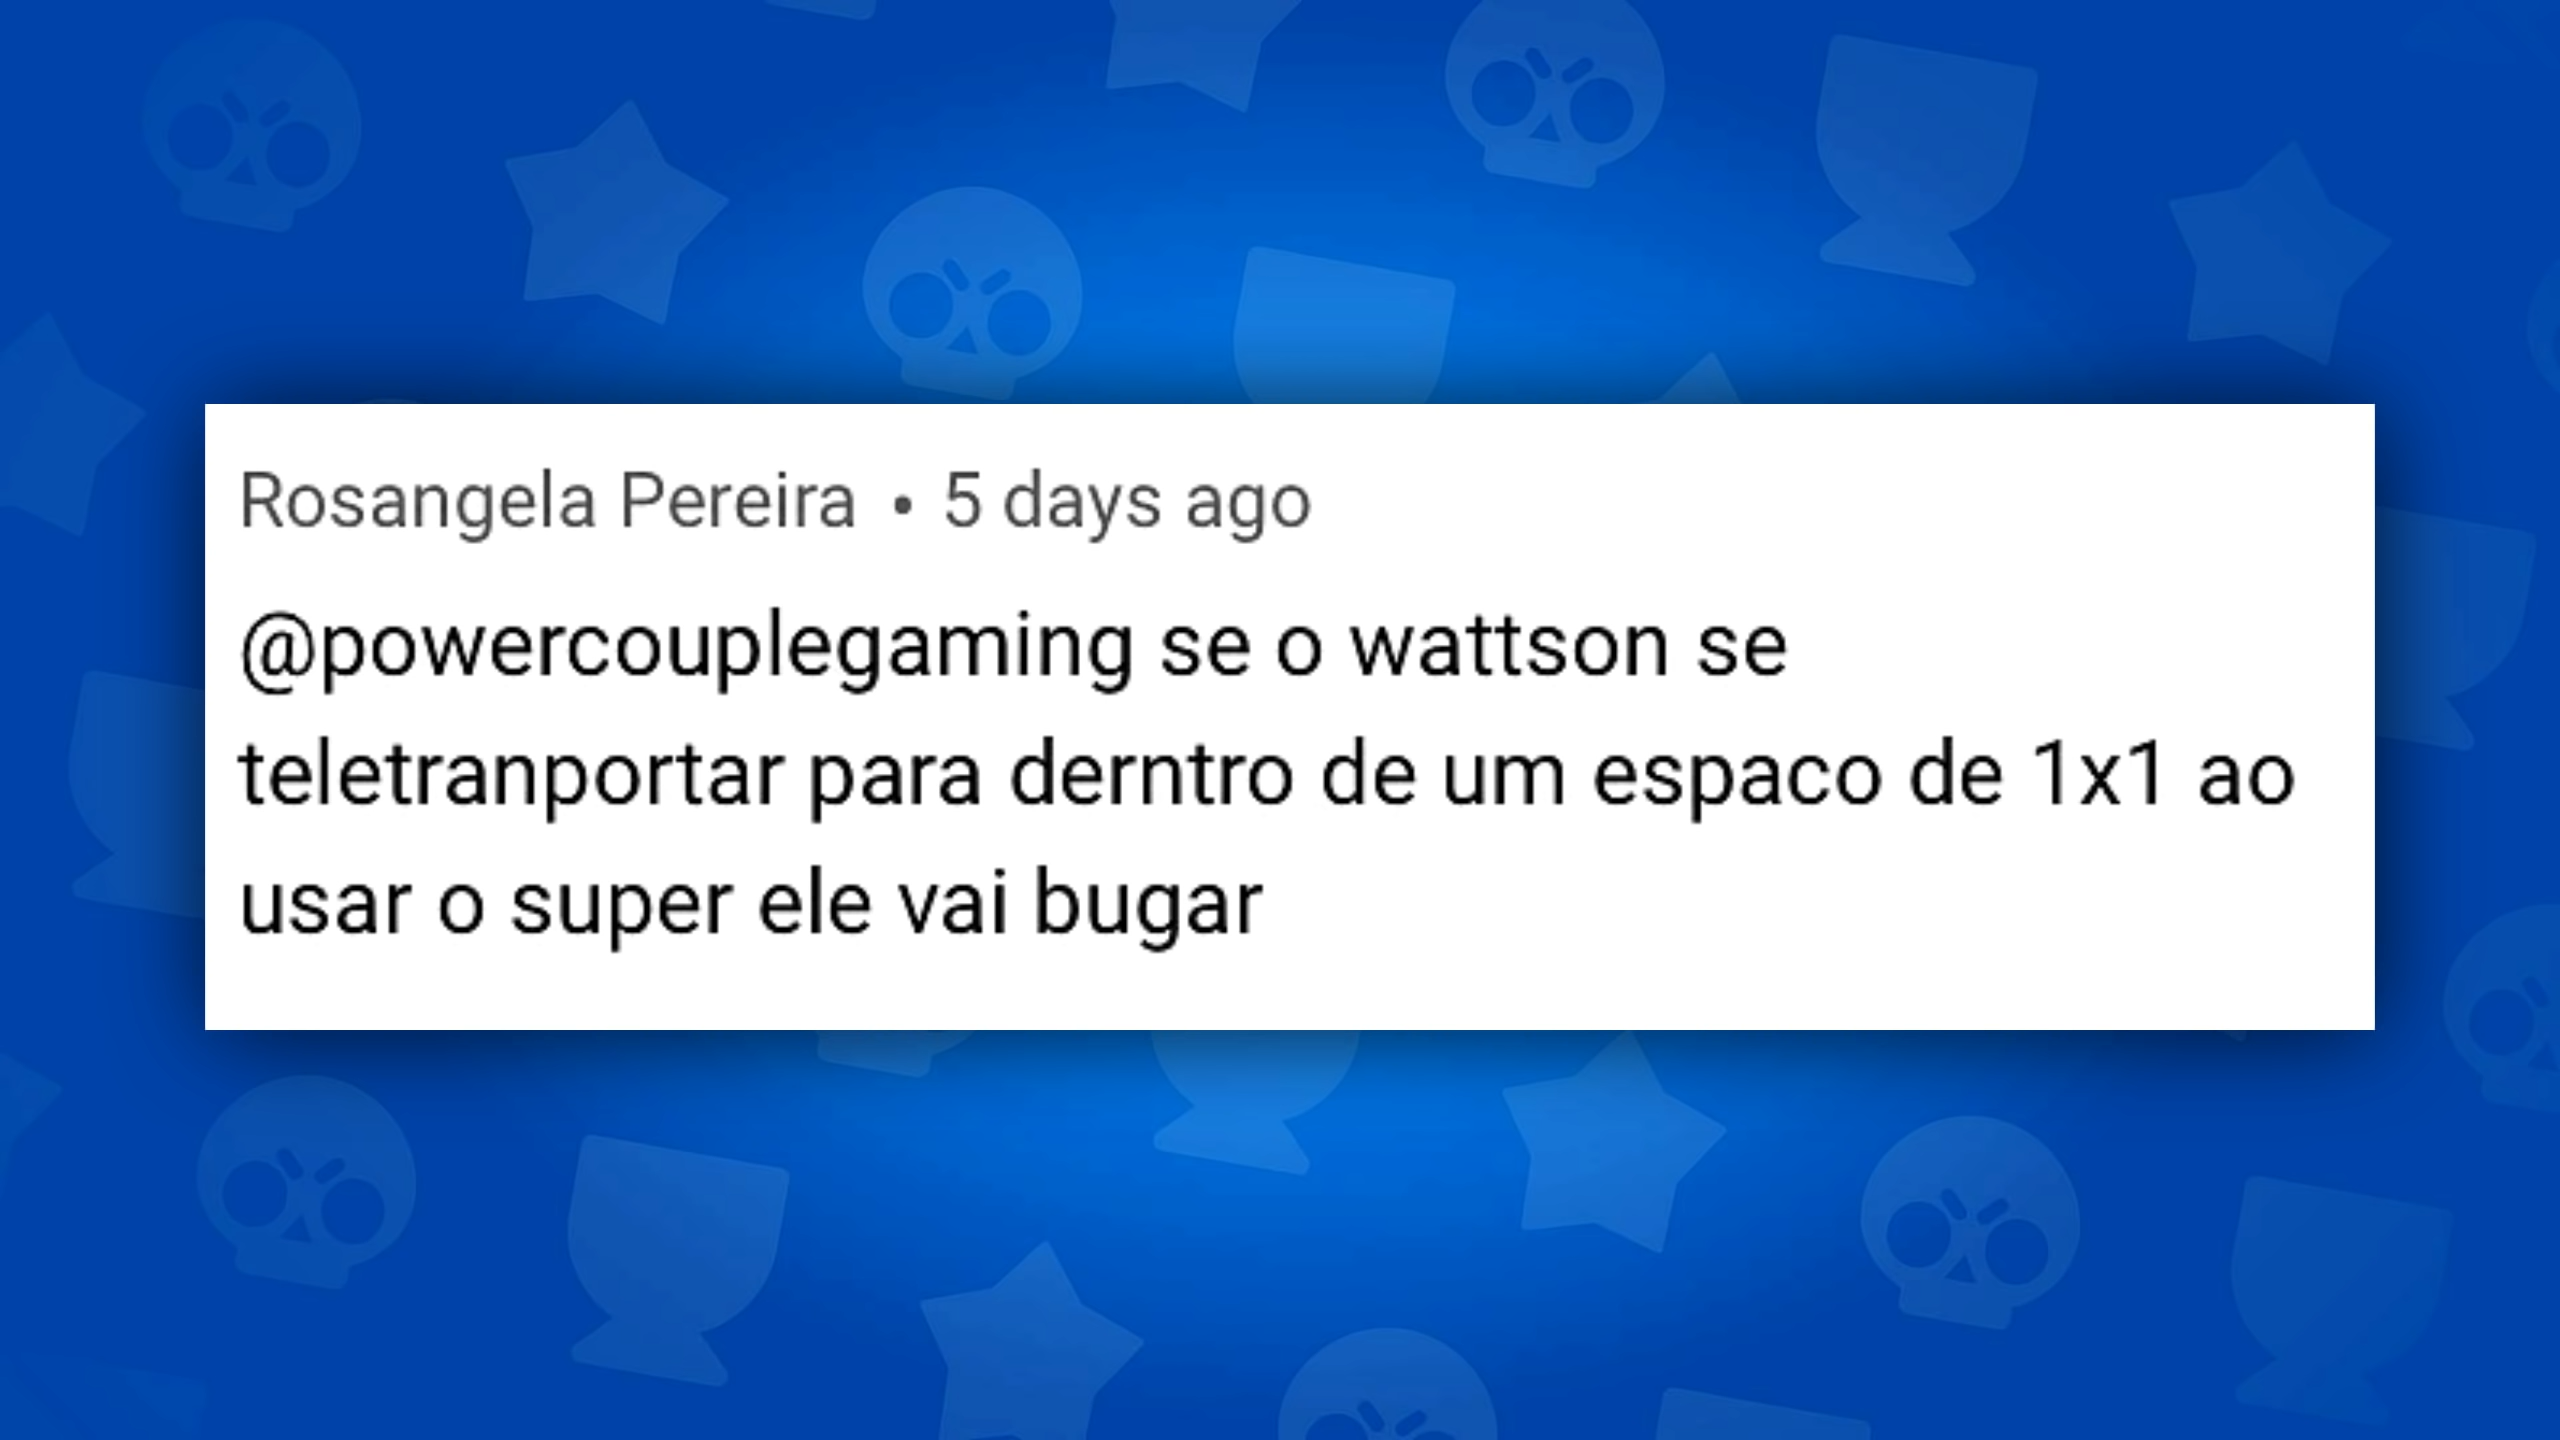 Rosangela Pereira • 5 days ago
@powercouplegaming se o wattson se
teletranportar para derntro de um espaco de 1x1 ao
usar o super ele vai bugar